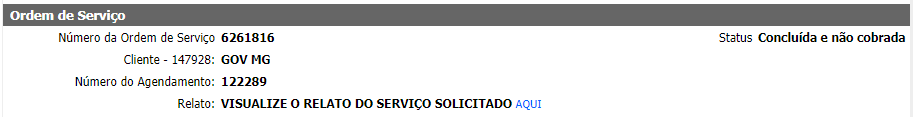 Ordem de Serviço
Número da Ordem de Serviço 6261816 Status Concluída e não cobrada
Cliente - 147928: GOV MG
Número do Agendamento: 122289
Relato: VISUALIZE O RELATO DO SERVIÇO SOLICITADO AQUI